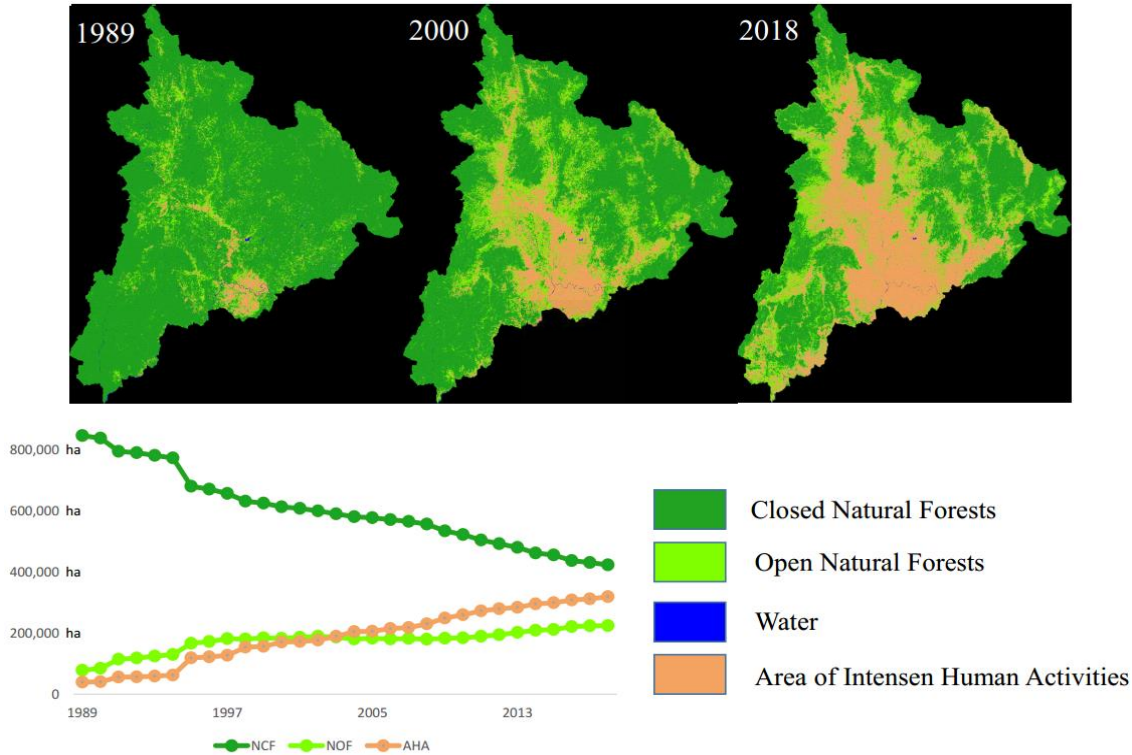 1989
2000
2018
800,000 ha
600,000 ha
400,000 ha
200,000 ha
0
1989 1997 2005 2013
NCF NOF AHA
Closed Natural Forests
Open Natural Forests
Water
Area of Intensen Human Activities